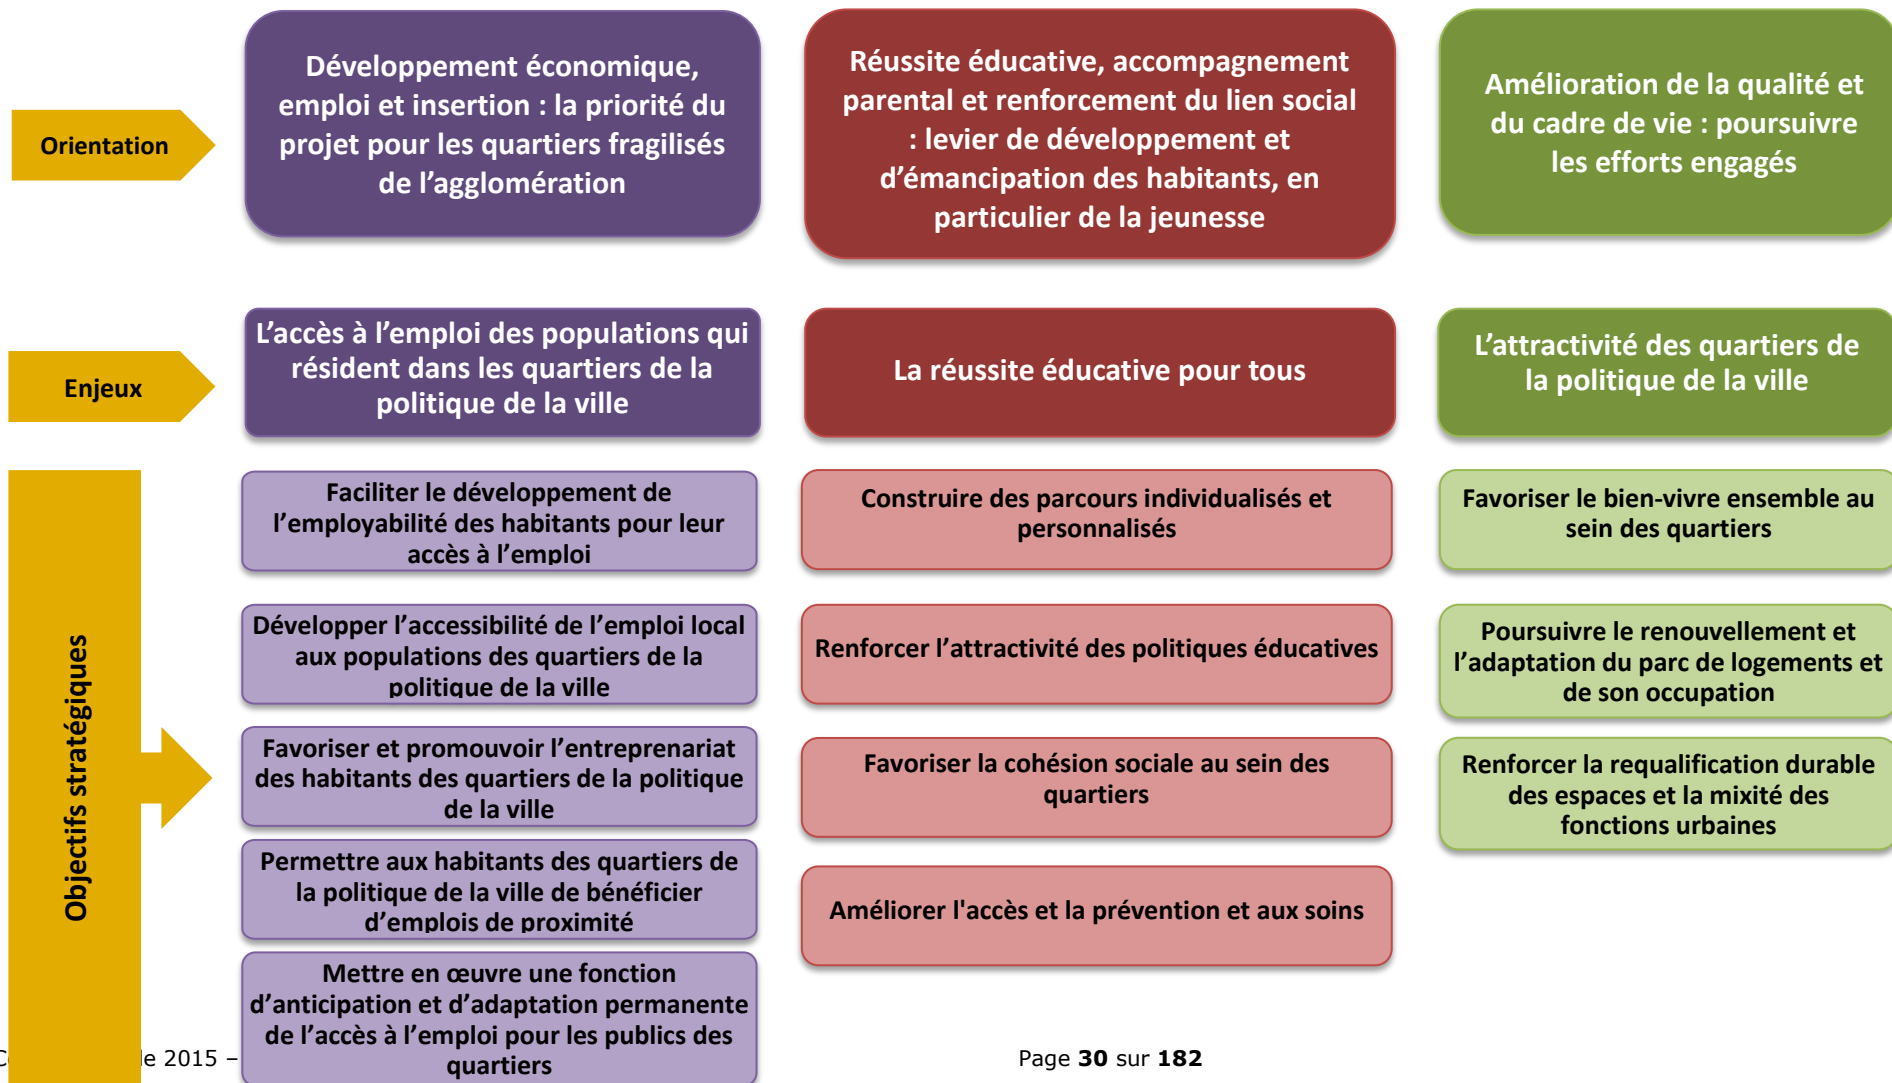 Orientation
Développement économique,
emploi et insertion : la priorité du
projet pour les quartiers fragilisés
de l’agglomération
Réussite éducative, accompagnement
parental et renforcement du lien social
: levier de développement et
d’émancipation des habitants, en
particulier de la jeunesse
Amélioration de la qualité et
du cadre de vie : poursuivre
les efforts engagés
Enjeux
L’accès à l’emploi des populations qui
résident dans les quartiers de la
politique de la ville
La réussite éducative pour tous
L’attractivité des quartiers de
la politique de la ville
Objectifs stratégiques
Faciliter le développement de
l’employabilité des habitants pour leur
accès à l’emploi
Développer l’accessibilité de l’emploi local
aux populations des quartiers de la
politique de la ville
Favoriser et promouvoir l’entreprenariat
des habitants des quartiers de la politique
de la ville
Permettre aux habitants des quartiers de
la politique de la ville de bénéficier
d’emplois de proximité
Mettre en œuvre une fonction
d’anticipation et d’adaptation permanente
de l’accès à l’emploi pour les publics des
quartiers
Construire des parcours individualisés et
personnalisés
Renforcer l’attractivité des politiques éducatives
Favoriser la cohésion sociale au sein des
quartiers
Améliorer l'accès et la prévention et aux soins
Favoriser le bien-vivre ensemble au
sein des quartiers
Poursuivre le renouvellement et
l’adaptation du parc de logements et
de son occupation
Renforcer la requalification durable
des espaces et la mixité des
fonctions urbaines
2015 –
Page 30 sur 182